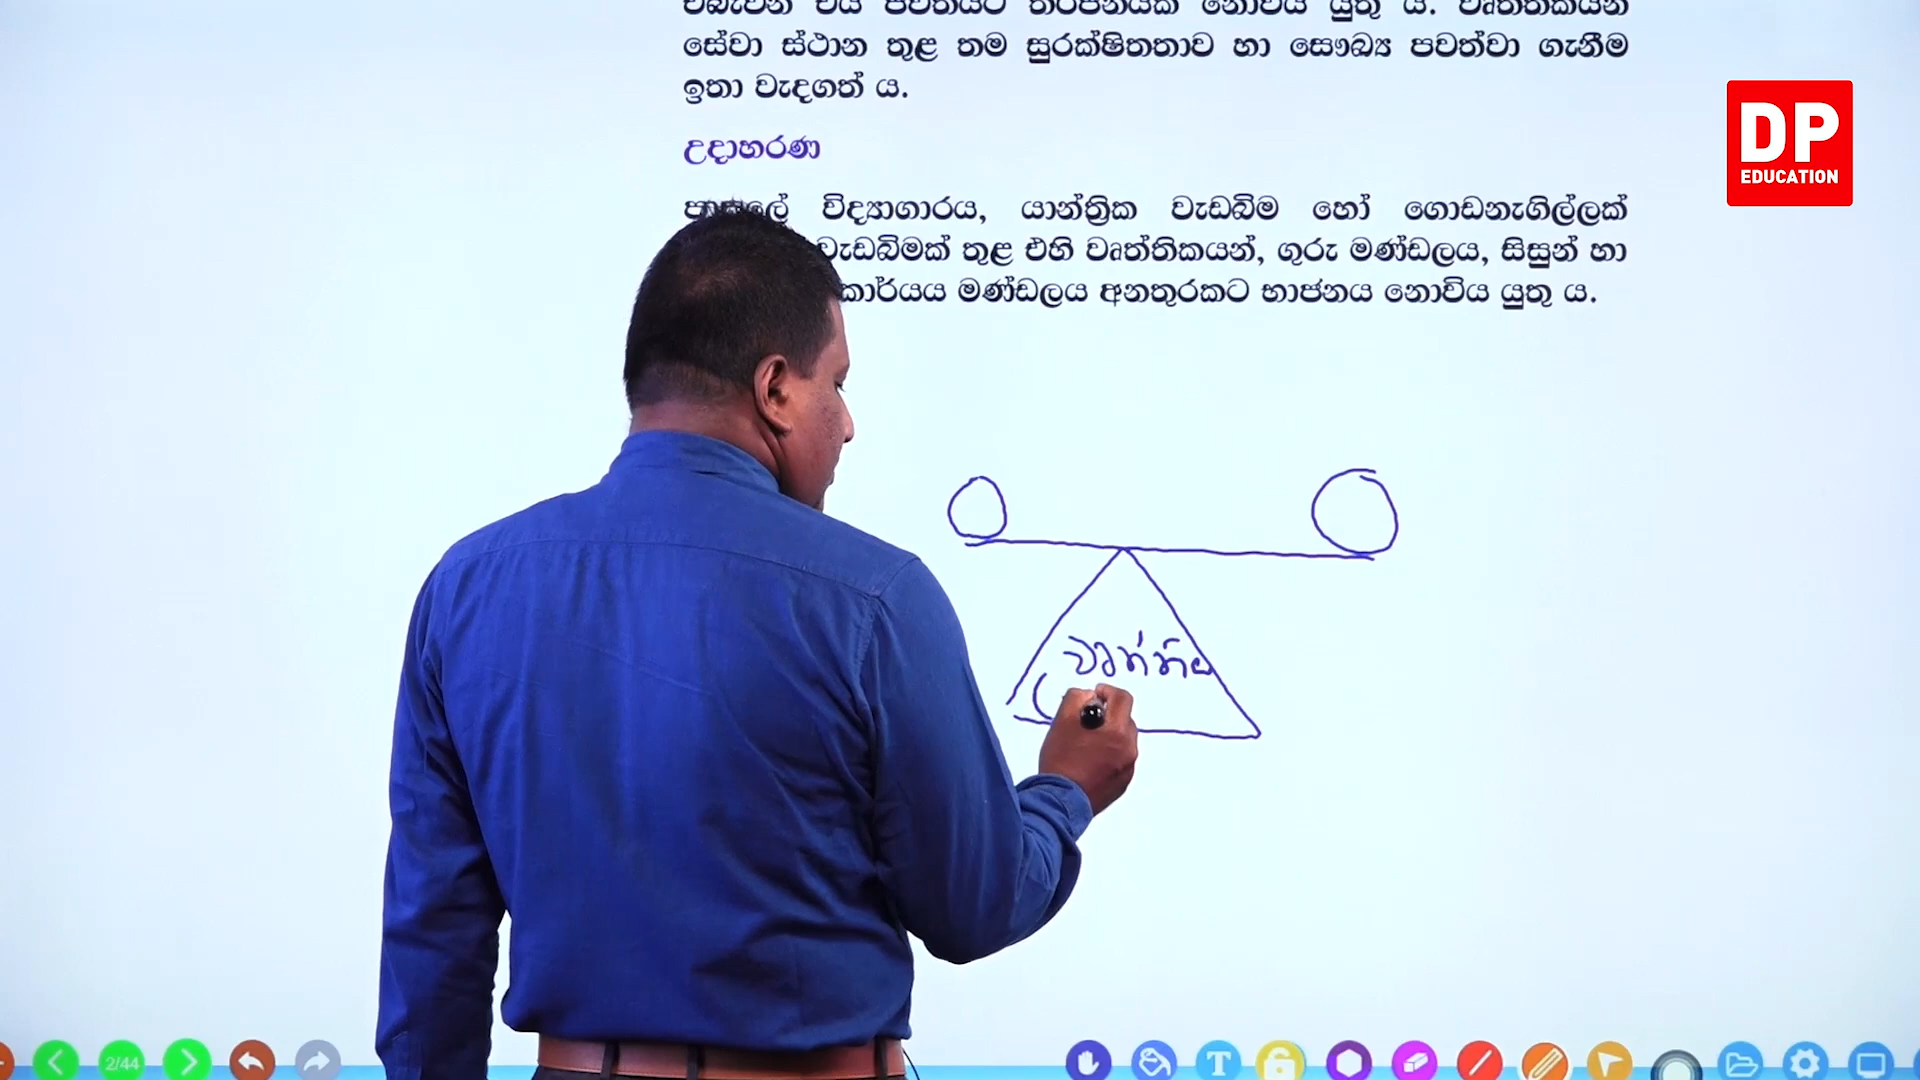 සේවා ස්ථාන තුළ තම සුරක්ෂිතතාව හා සෞඛ්‍ය පවත්වා ගැනීම
ඉතා වැදගත් ය.
උදාහරණ
විද්‍යාගාරය, යාන්ත්‍රික වැඩබිම හෝ ගොඩනැගිල්ලක්
වැඩබිමක් තුළ එහි වෘත්තිකයන්, ගුරු මණ්ඩලය, සිසුන් හා
කාර්යය මණ්ඩලය අනතුරකට භාජනය නොවිය යුතු ය.
DP
EDUCATION
2/44
T